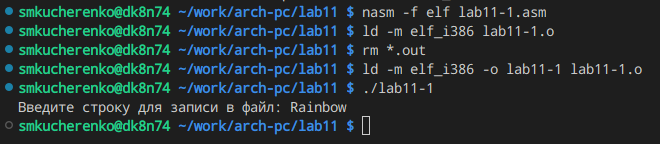 smkucherenko@dk8n74 ~/work/arch-pc/lab11 $ nasm -f elf lab11-1.asm
smkucherenko@dk8n74 ~/work/arch-pc/lab11 $ ld -m elf_i386 lab11-1.o
smkucherenko@dk8n74 ~/work/arch-pc/lab11 $ rm *.out
smkucherenko@dk8n74 ~/work/arch-pc/lab11 $ ld -m elf_i386 -o lab11-1 lab11-1.o
smkucherenko@dk8n74 ~/work/arch-pc/lab11 $ ./lab11-1
Введите строку для записи в файл: Rainbow
smkucherenko@dk8n74 ~/work/arch-pc/lab11 $